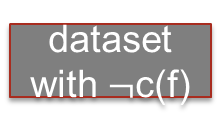 dataset
with ¬c(f)